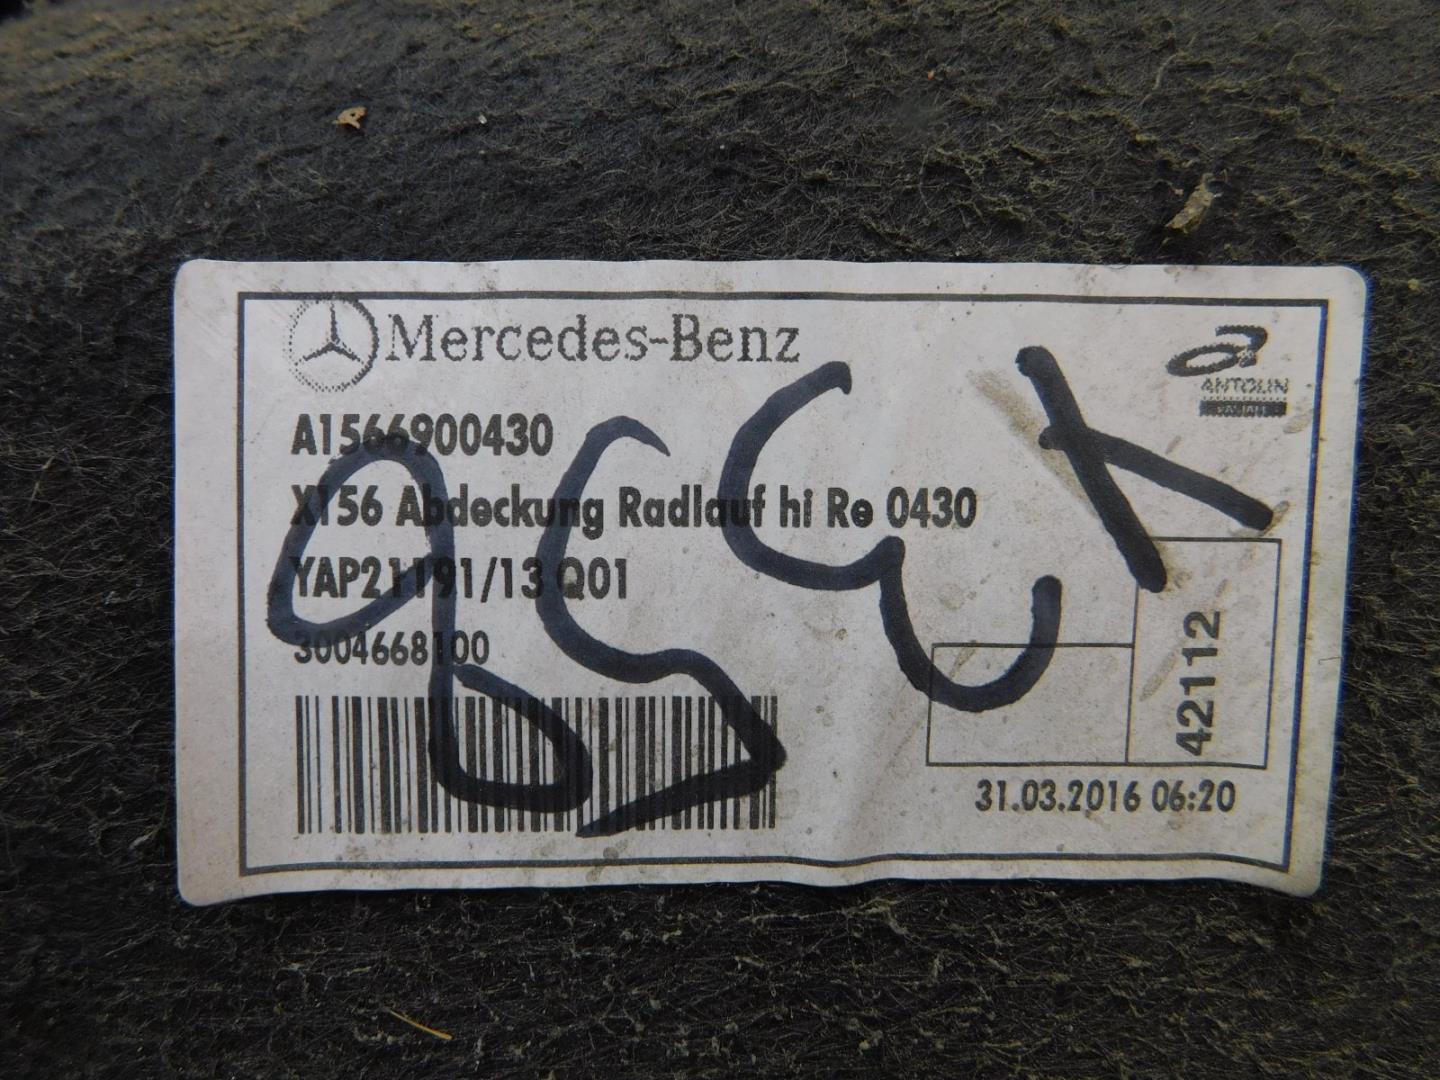 Mercedes-Benz
ANTOLIN
A1566900430
X156 Abdeckung Radlauf hi Re 0430
YAP21191/13 Q01
3004668100
42112
31.03.2016 06:20